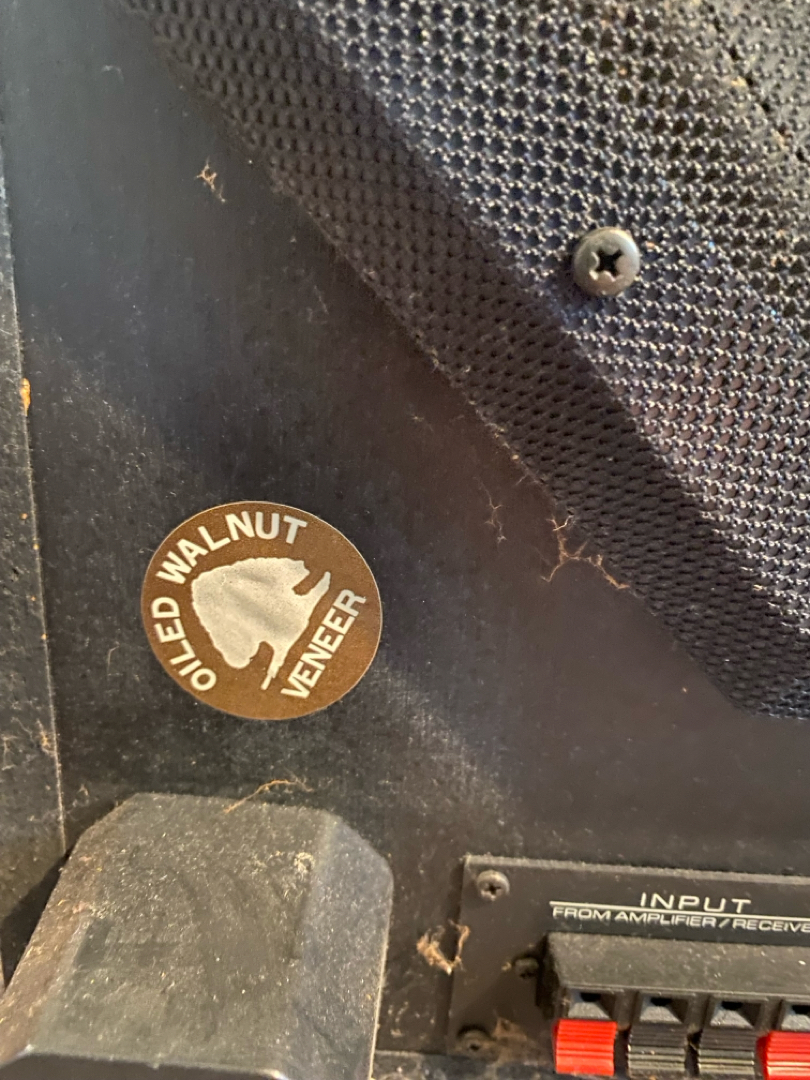 OILED WALNUT
VENEER
INPUT
FROM AMPLIFIER/RECEIVE